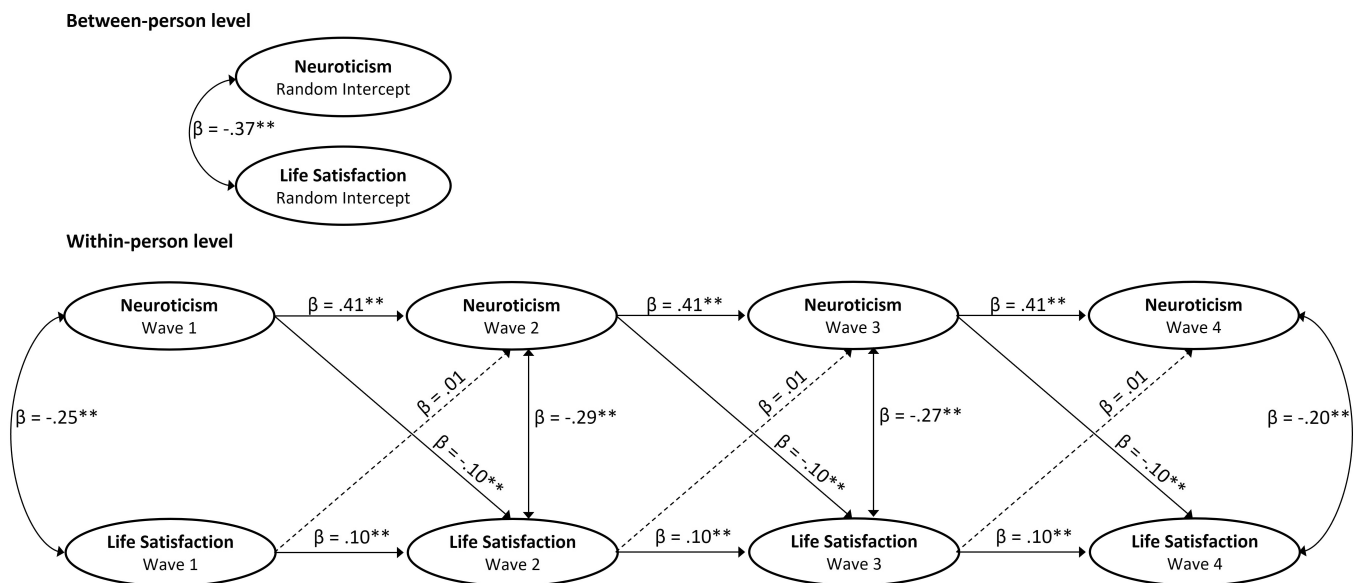 Between-person level
Neuroticism
Random Intercept
β = -.37**
Life Satisfaction
Random Intercept
Within-person level
Neuroticism
Wave 1
β = .41**
Neuroticism
Wave 2
β = .41**
Neuroticism
Wave 3
β = .41**
Neuroticism
Wave 4
β = -.25**
β = .01
β = -.10**
β = -.29**
β = .01
β = -.10**
β = -.27**
β = .01
β = -.10**
β = -.20**
Life Satisfaction
Wave 1
β = .10**
Life Satisfaction
Wave 2
β = .10**
Life Satisfaction
Wave 3
β = .10**
Life Satisfaction
Wave 4